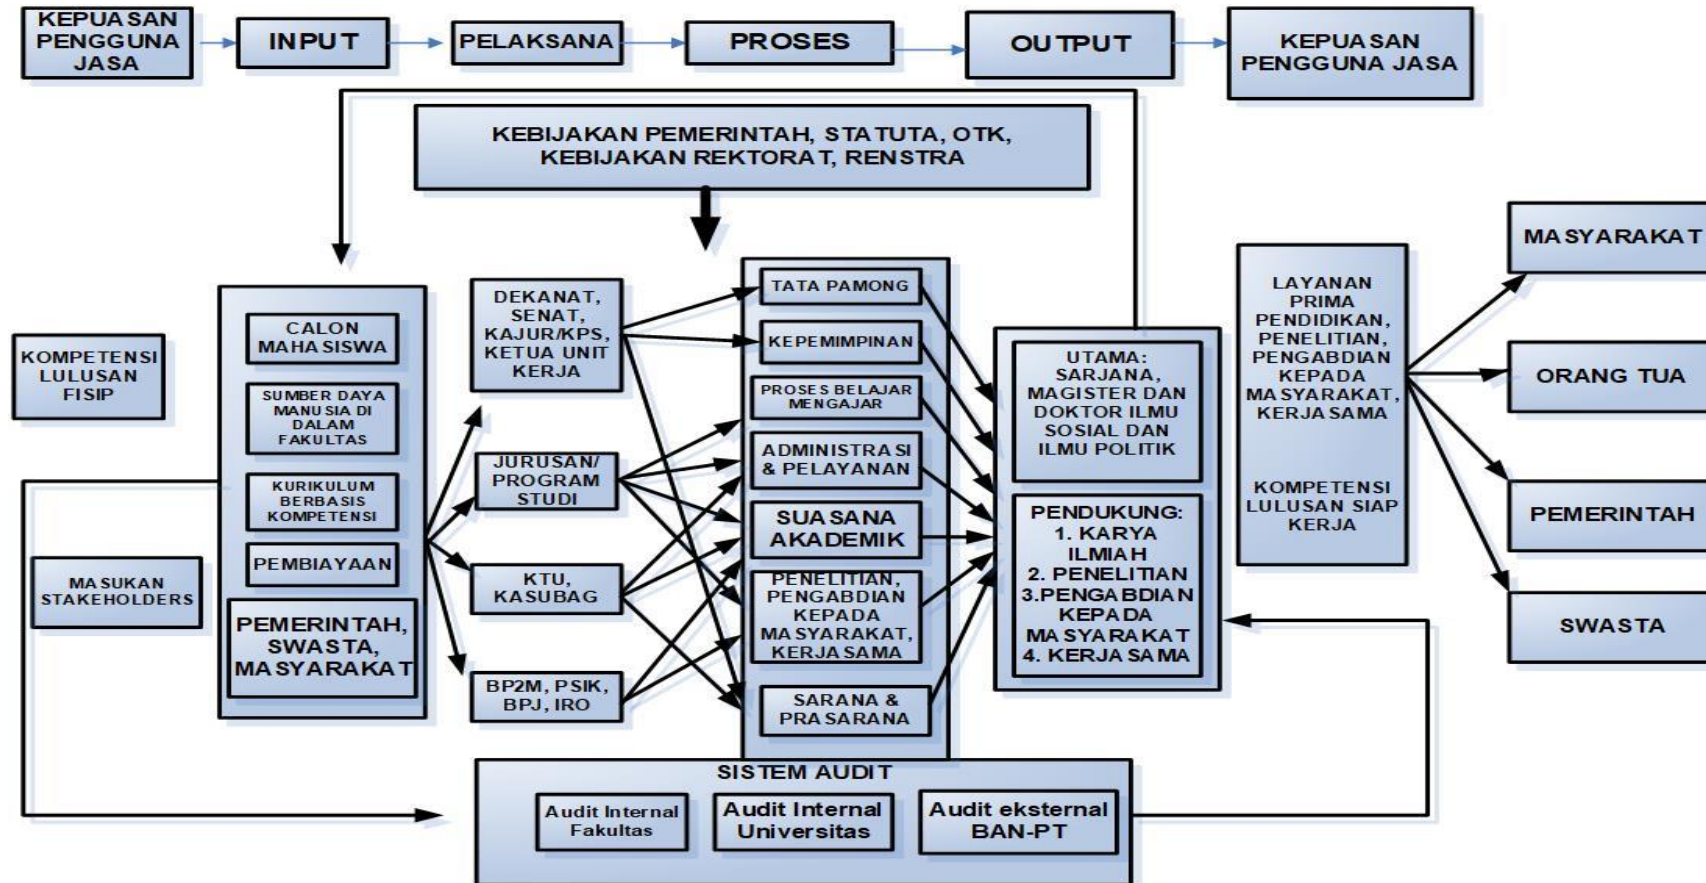 KEPUASAN
PENGGUNA
JASA
INPUT
PELAKSANA
PROSES
OUTPUT
KEPUASAN
PENGGUNA JASA
KEBIJAKAN PEMERINTAH, STATUTA, OTK,
KEBIJAKAN REKTORAT, RENSTRA
KOMPETENSI
LULUSAN
FISIP
MASUKAN
STAKEHOLDERS
CALON
MAHASISWA
SUMBER DAYA
MANUSIA DI
DALAM
FAKULTAS
KURIKULUM
BERBASIS
KOMPETENSI
PEMBIAYAAN
PEMERINTAH,
SWASTA,
MASYARAKAT
DEKANAT,
SENAT,
KAJUR/KPS,
KETUA UNIT
KERJA
JURUSAN/
PROGRAM
STUDI
KTU,
KASUBAG
BP2M, PSIK,
BPJ, IRO
TATA PAMONG
KEPEMIMPINAN
PROSES BELAJAR
MENGAJAR
ADMINISTRASI
& PELAYANAN
SUASANA
AKADEMIK
PENELITIAN,
PENGABDIAN
KEPADA
MASYARAKAT,
KERJASAMA
SARANA &
PRASARANA
UTAMA:
SARJANA,
MAGISTER DAN
DOKTOR ILMU
SOSIAL DAN
ILMU POLITIK
PENDUKUNG:
1. KARYA
ILMIAH
2. PENELITIAN
3.PENGABDIAN
KEPADA
MASYARAKAT
4. KERJASAMA
LAYANAN
PRIMA
PENDIDIKAN,
PENELITIAN,
PENGABDIAN
KEPADA
MASYARAKAT,
KERJASAMA
KOMPETENSI
LULUSAN SIAP
KERJA
MASYARAKAT
ORANG TUA
PEMERINTAH
SWASTA
SISTEM AUDIT
Audit Internal
Fakultas
Audit Internal
Universitas
Audit eksternal
BAN-PT